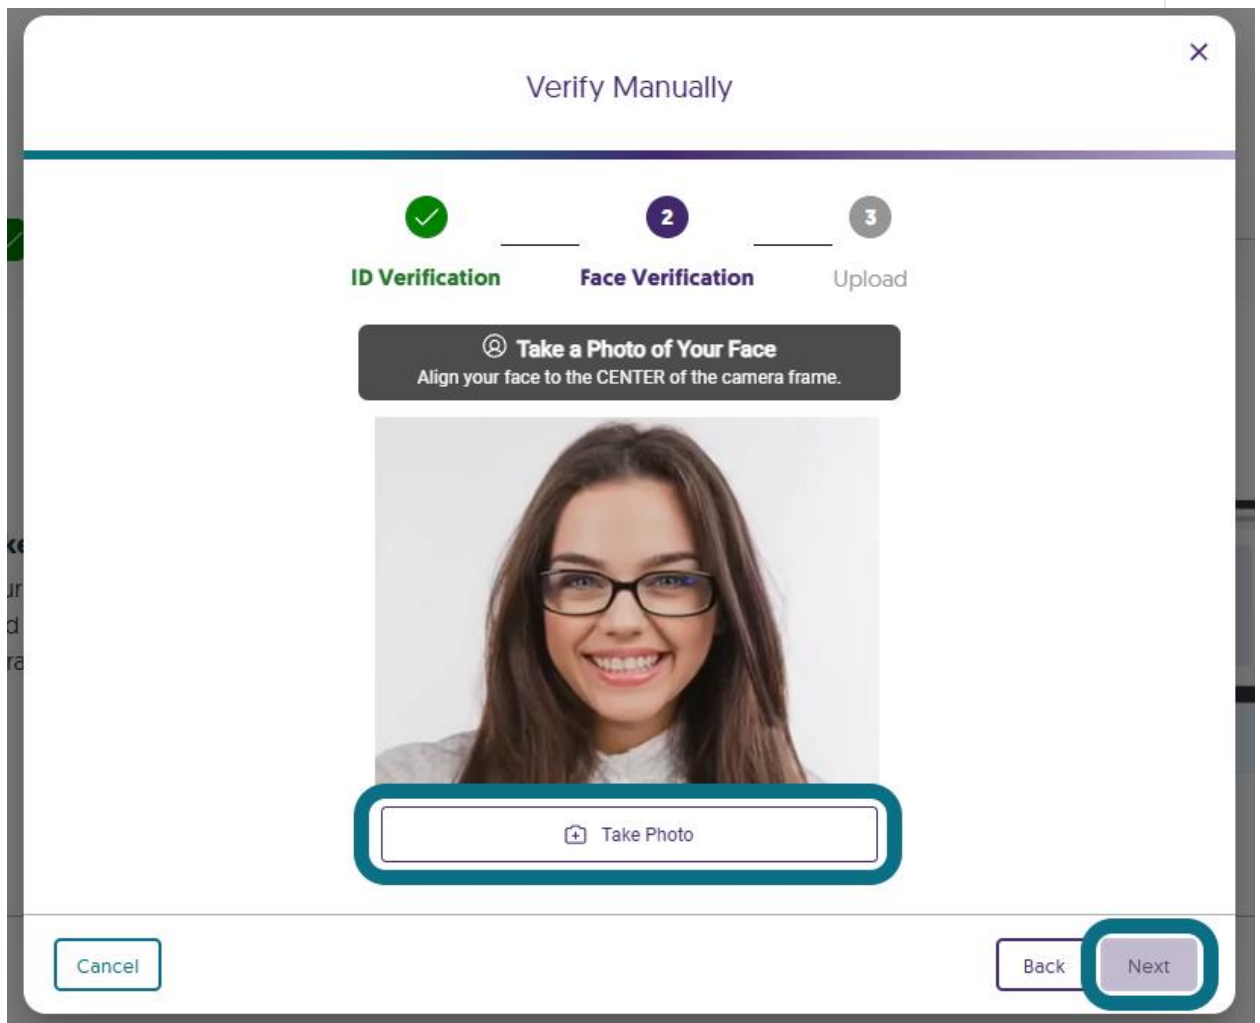 Verify Manually
2
3
ID Verification
Face Verification
Upload
Take a Photo of Your Face
Align your face to the CENTER of the camera frame.
Take Photo
Cancel
Back
Next